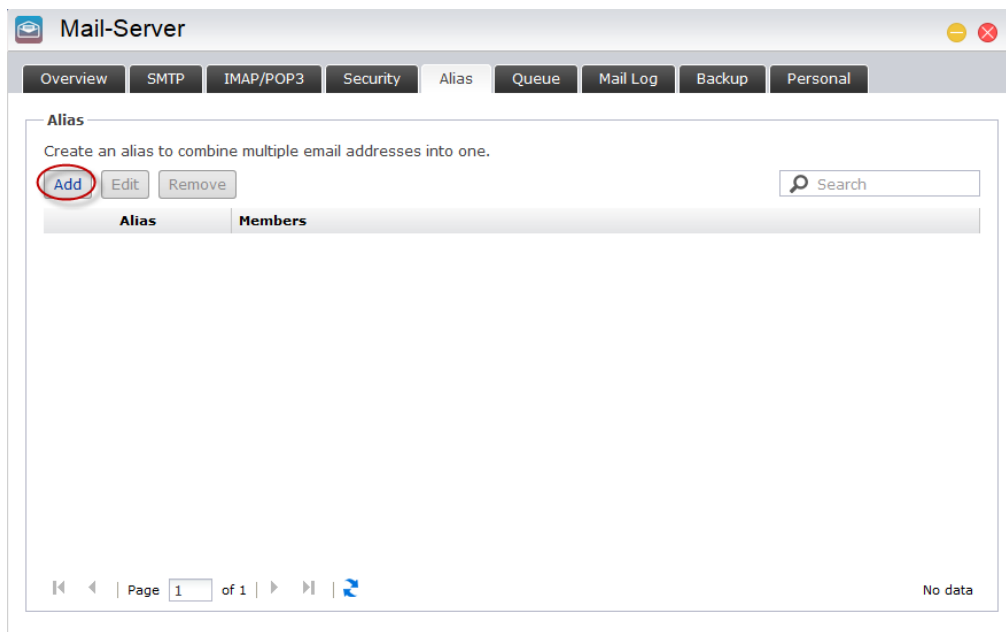 Mail-Server
Overview SMTP IMAP/POP3 Security Alias Queue Mail Log Backup Personal
Alias
Create an alias to combine multiple email addresses into one.
Add Edit Remove Search
Alias Members
Page 1 of 1 No data